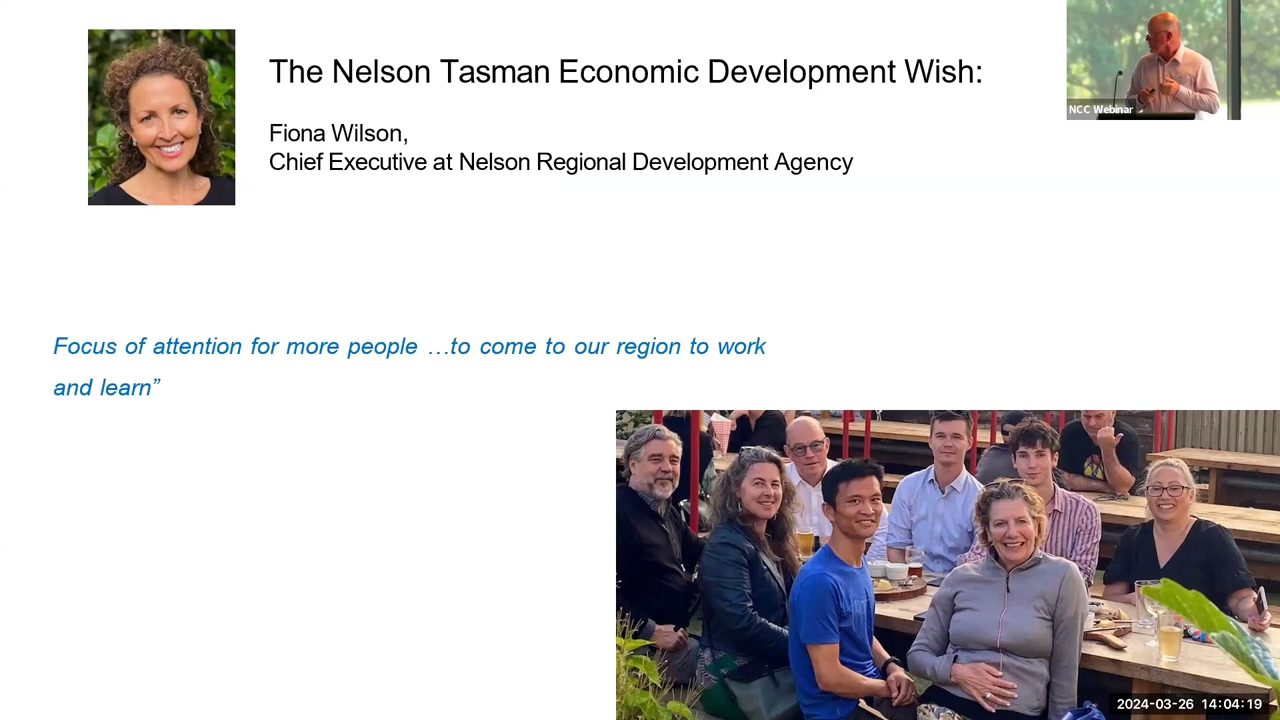 The Nelson Tasman Economic Development Wish:
Fiona Wilson,
Chief Executive at Nelson Regional Development Agency
NCC Webinar
Focus of attention for more people …to come to our region to work
and learn”
2024-03-26 14:04:19